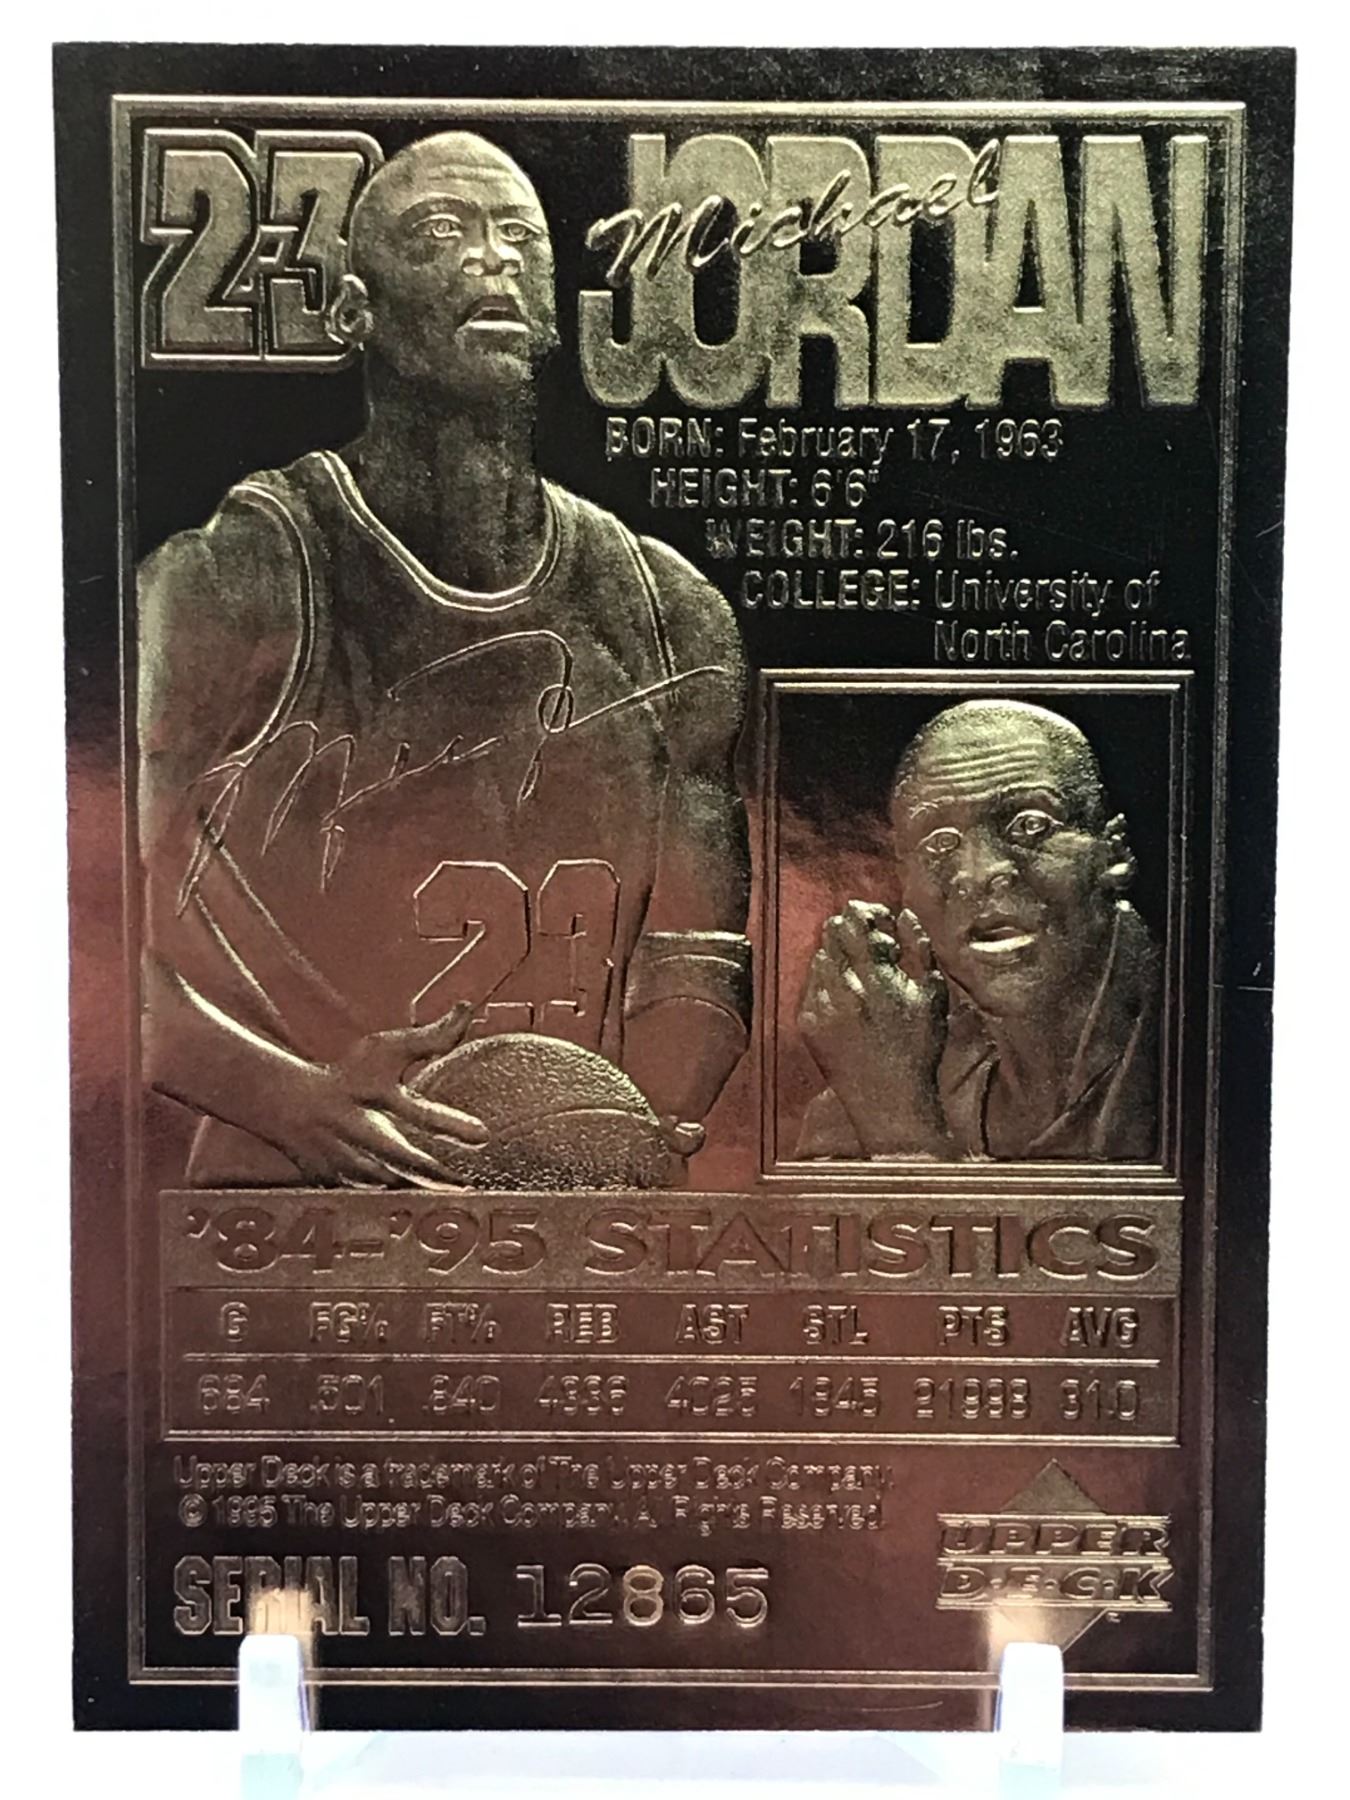 23
Michael
JORDAN
BORN: February 17, 1963
HEIGHT: 6'6"
WEIGHT: 216 lbs.
COLLEGE: University of
North Carolina
23
'84-'95 STATISTICS
G FG% FT% REB AST STL PTS AVG
684 .501 .840 4336 4025 1845 21998 31.0
Upper Deck is a trademark of The Upper Deck Company.
© 1995 The Upper Deck Company. All Rights Reserved.
SERIAL NO. 12865
UPPER
D·E·C·K